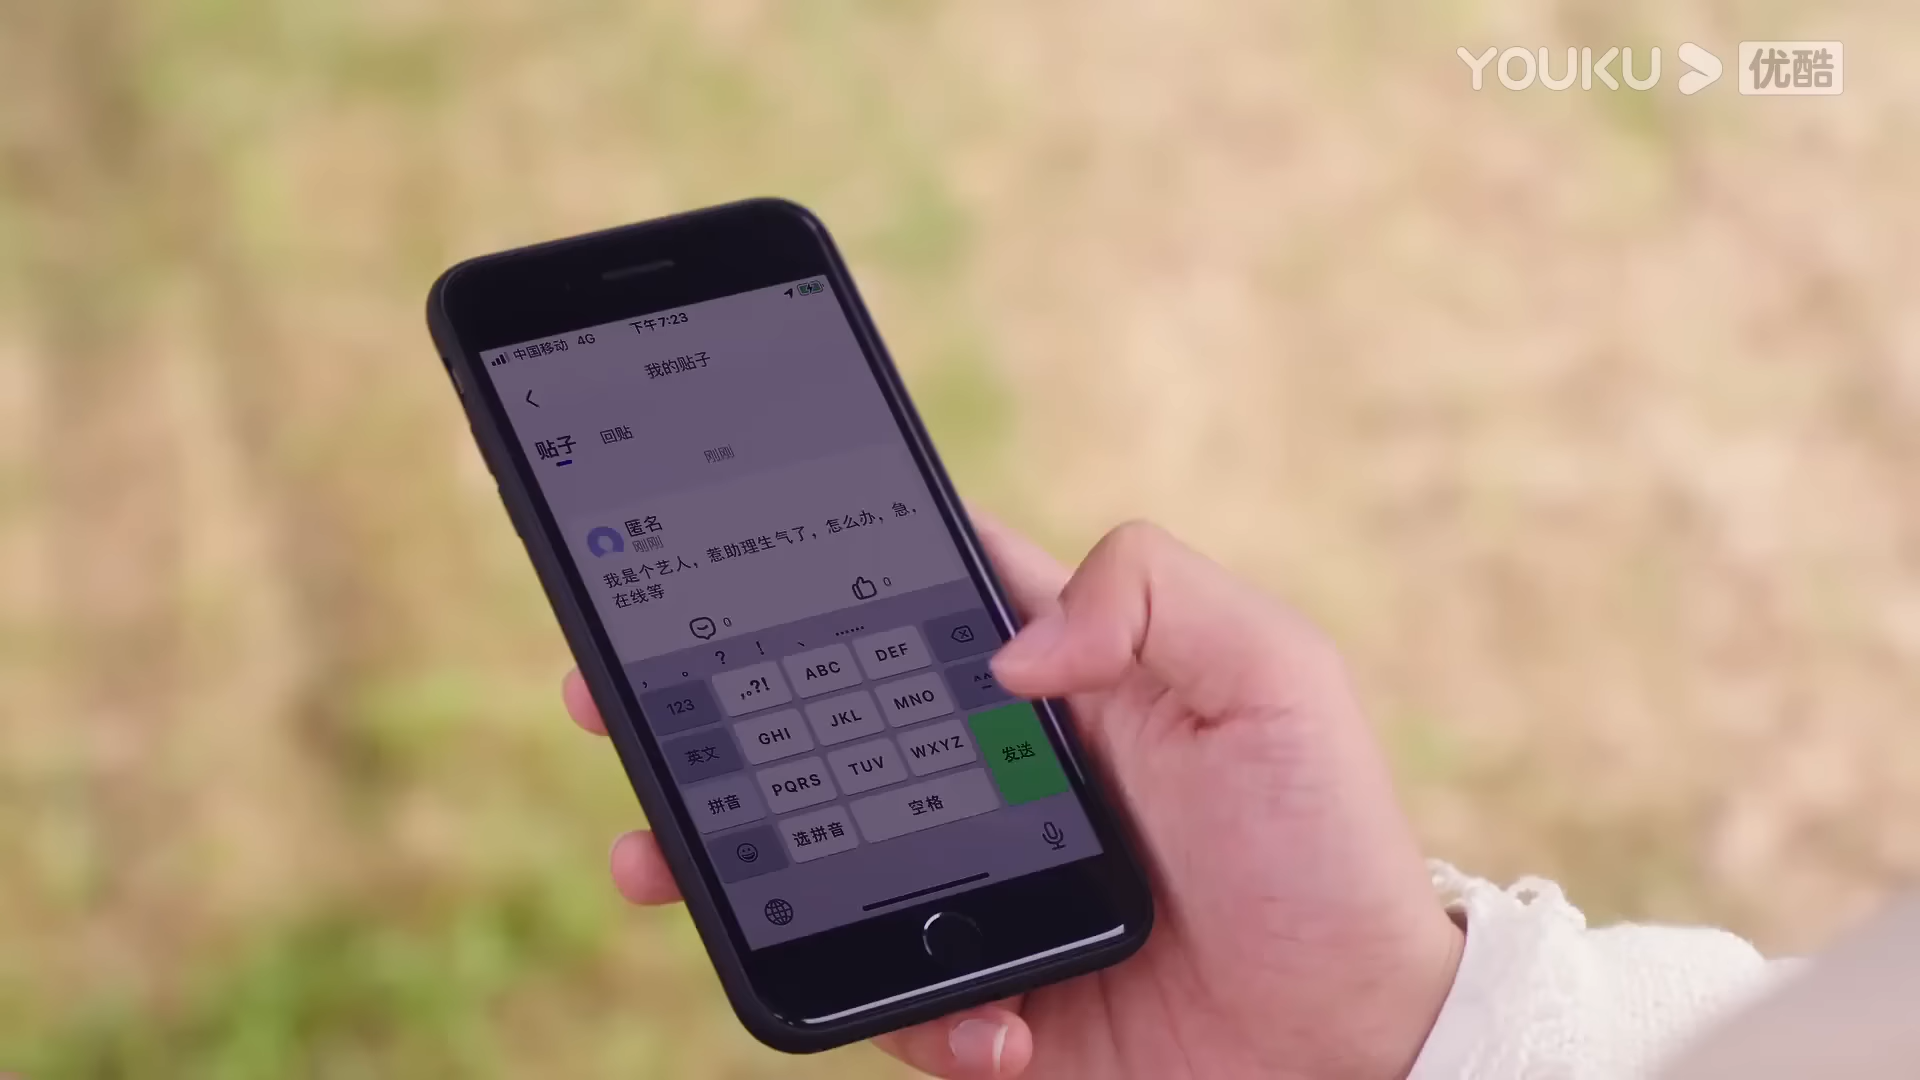 YOUKU 优酷
下午7:23
中国移动 4G
我的贴子
贴子 回贴
刚刚
匿名
刚刚
我是个艺人，惹助理生气了，怎么办，急，
在线等
0 0
， 。 ？ ！ 、 ……
123 ,。?! ABC DEF
英文 GHI JKL MNO ^^
拼音 PQRS TUV WXYZ 发送
选拼音 空格